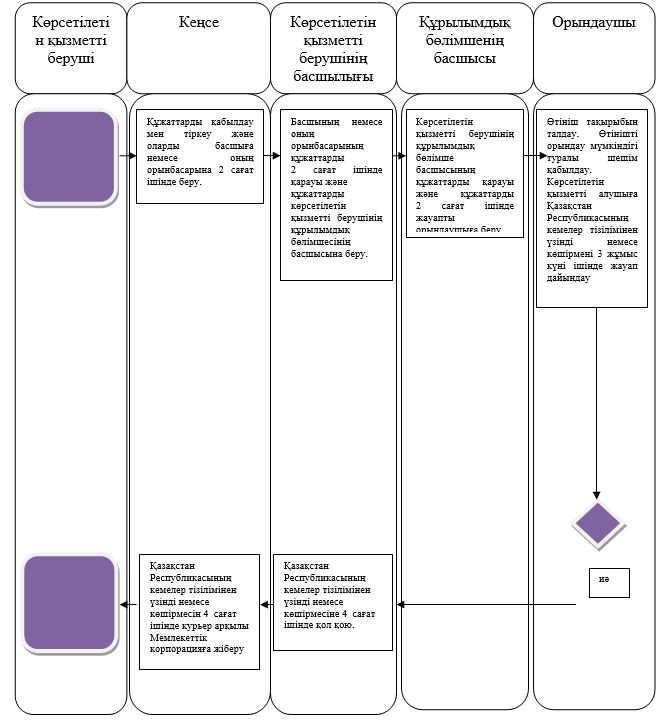 Көрсетілеті
н қызметті
беруші
Кеңсе
Көрсетілетін
қызметті
берушінің
басшылығы
Құрылымдық
бөлімшенің
басшысы
Орындаушы
Құжаттарды қабылдау
мен тіркеу және
оларды басшыға
немесе оның
орынбасарына 2 сағат
ішінде беру.
Басшының немесе
оның
орынбасарының
құжаттарды
2 сағат ішінде
қарауы және
құжаттарды
көрсетілетін
қызметті берушінің
құрылымдық
бөлімшесінің
басшысына беру.
Көрсетілетін
қызметті берушінің
құрылымдық
бөлімше
басшысының
құжаттарды қарауы
және құжаттарды
2 сағат ішінде
жауапты
орындаушыға беру
Өтініш тақырыбын
талдау. Өтінішті
орындау мүмкіндігі
туралы шешім
қабылдау.
Көрсетілетін
қызметті алушыға
Қазақстан
Республикасының
кемелер тізілімінен
үзінді немесе
көшірмені 3 жұмыс
күні ішінде жауап
дайындау
иә
Қазақстан
Республикасының
кемелер тізілімінен
үзінді немесе
көшірмесін 4 сағат
ішінде курьер арқылы
Мемлекеттік
корпорацияға жіберу
Қазақстан
Республикасының
кемелер тізілімінен
үзінді немесе
көшірмесіне 4 сағат
ішінде қол қою.